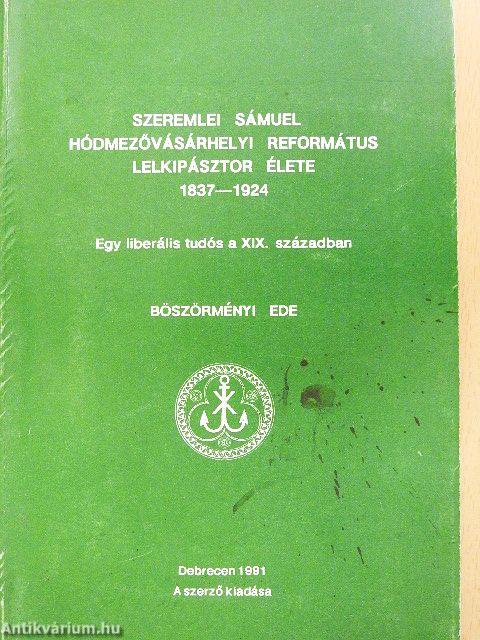 SZEREMLEI SÁMUEL
HÓDMEZŐVÁSÁRHELYI REFORMÁTUS
LELKIPÁSZTOR ÉLETE
1837—1924
Egy liberális tudós a XIX. században
BÖSZÖRMÉNYI EDE
Debrecen 1991
A szerző kiadása
Antikvárium.hu